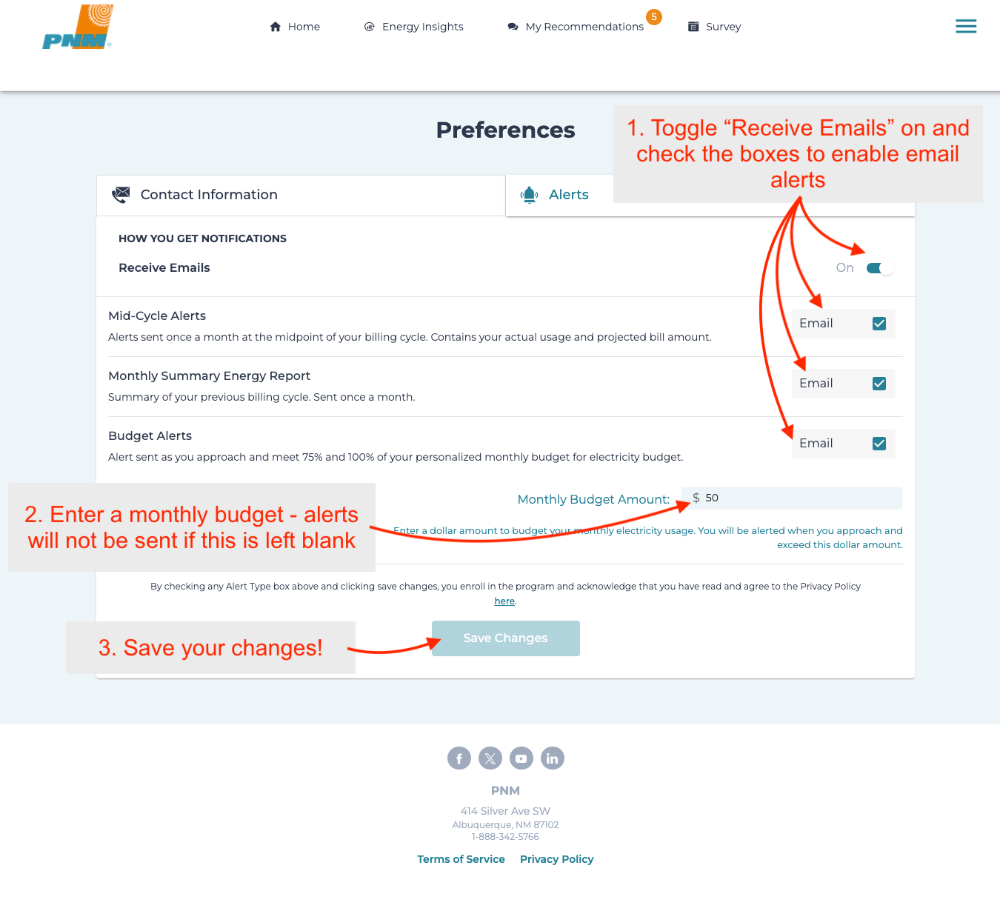 PNM
Home
Energy Insights
My Recommendations
5
Survey
Preferences
1. Toggle “Receive Emails” on and
check the boxes to enable email
alerts
Contact Information
Alerts
HOW YOU GET NOTIFICATIONS
Receive Emails
On
Mid-Cycle Alerts
Email
Alerts sent once a month at the midpoint of your billing cycle. Contains your actual usage and projected bill amount.
Monthly Summary Energy Report
Email
Summary of your previous billing cycle. Sent once a month.
Budget Alerts
Email
Alert sent as you approach and meet 75% and 100% of your personalized monthly budget for electricity budget.
2. Enter a monthly budget - alerts
will not be sent if this is left blank
Monthly Budget Amount:
$ 50
Enter a dollar amount to budget your monthly electricity usage. You will be alerted when you approach and
exceed this dollar amount.
By checking any Alert Type box above and clicking save changes, you enroll in the program and acknowledge that you have read and agree to the Privacy Policy
here.
3. Save your changes!
Save Changes
PNM
414 Silver Ave SW
Albuquerque, NM 87102
1-888-342-5766
Terms of Service
Privacy Policy